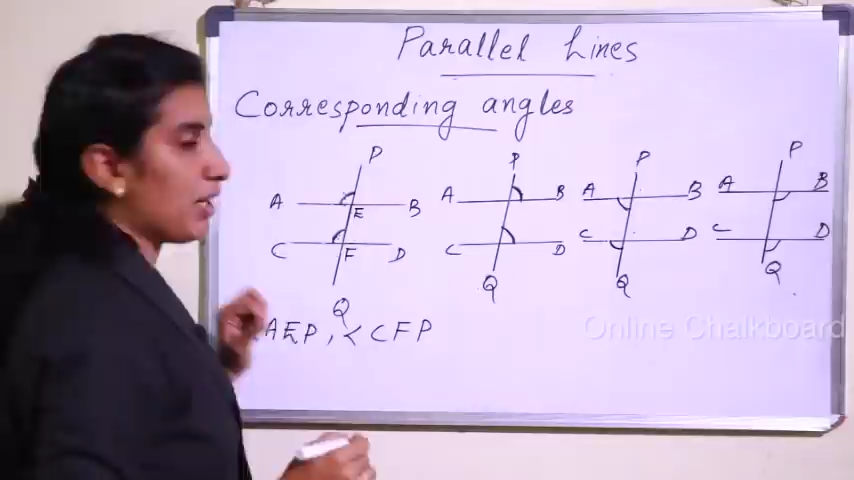 Parallel Lines
Corresponding angles
P P P P
A E B A B A B A B
C F D C D C D C D
Q Q Q Q
AEP, < CFP
Online Chalkboard